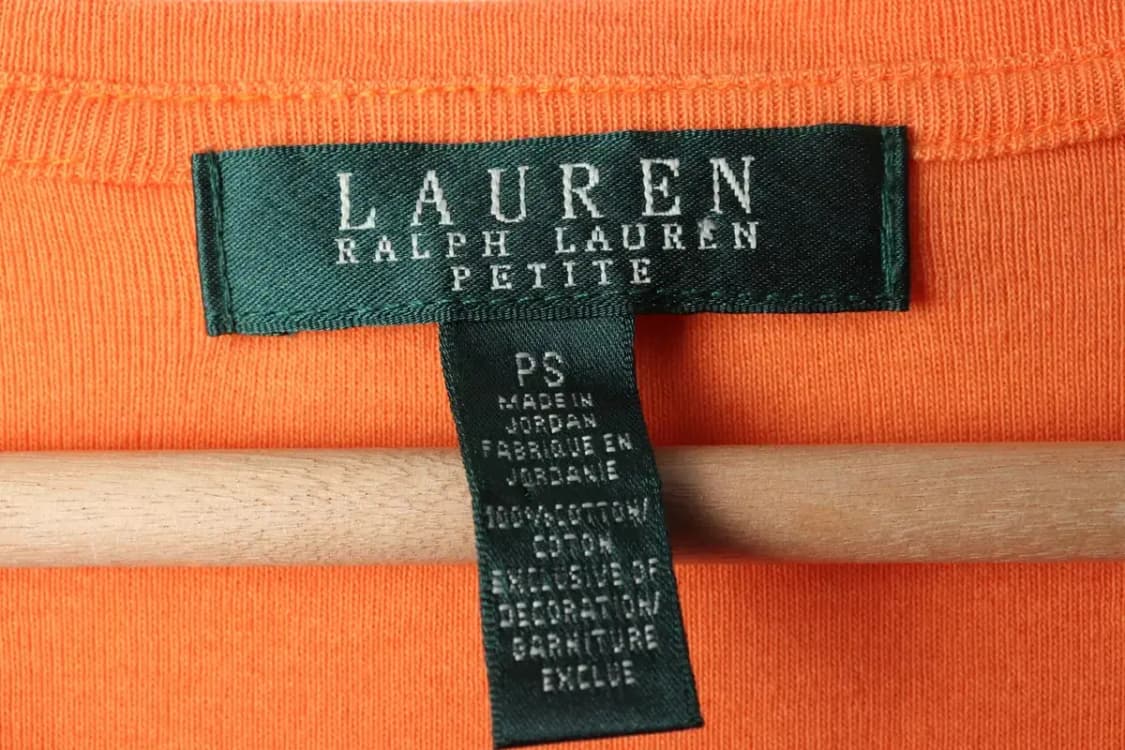 LAUREN
RALPH LAUREN
PETITE
PS
MADE IN
JORDAN
FABRIQUE EN
JORDANIE
100% COTTON/
COTON
EXCLUSIVE OF
DECORATION/
GARNITURE
EXCLUE